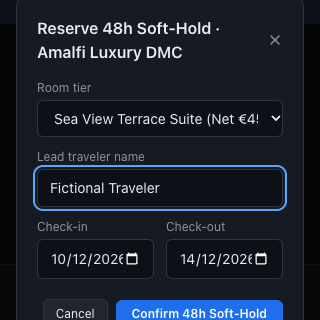 Reserve 48h Soft-Hold ·
Amalfi Luxury DMC
Room tier
Sea View Terrace Suite (Net €45
Lead traveler name
Fictional Traveler
Check-in
Check-out
10/12/2026
14/12/2026
Cancel
Confirm 48h Soft-Hold